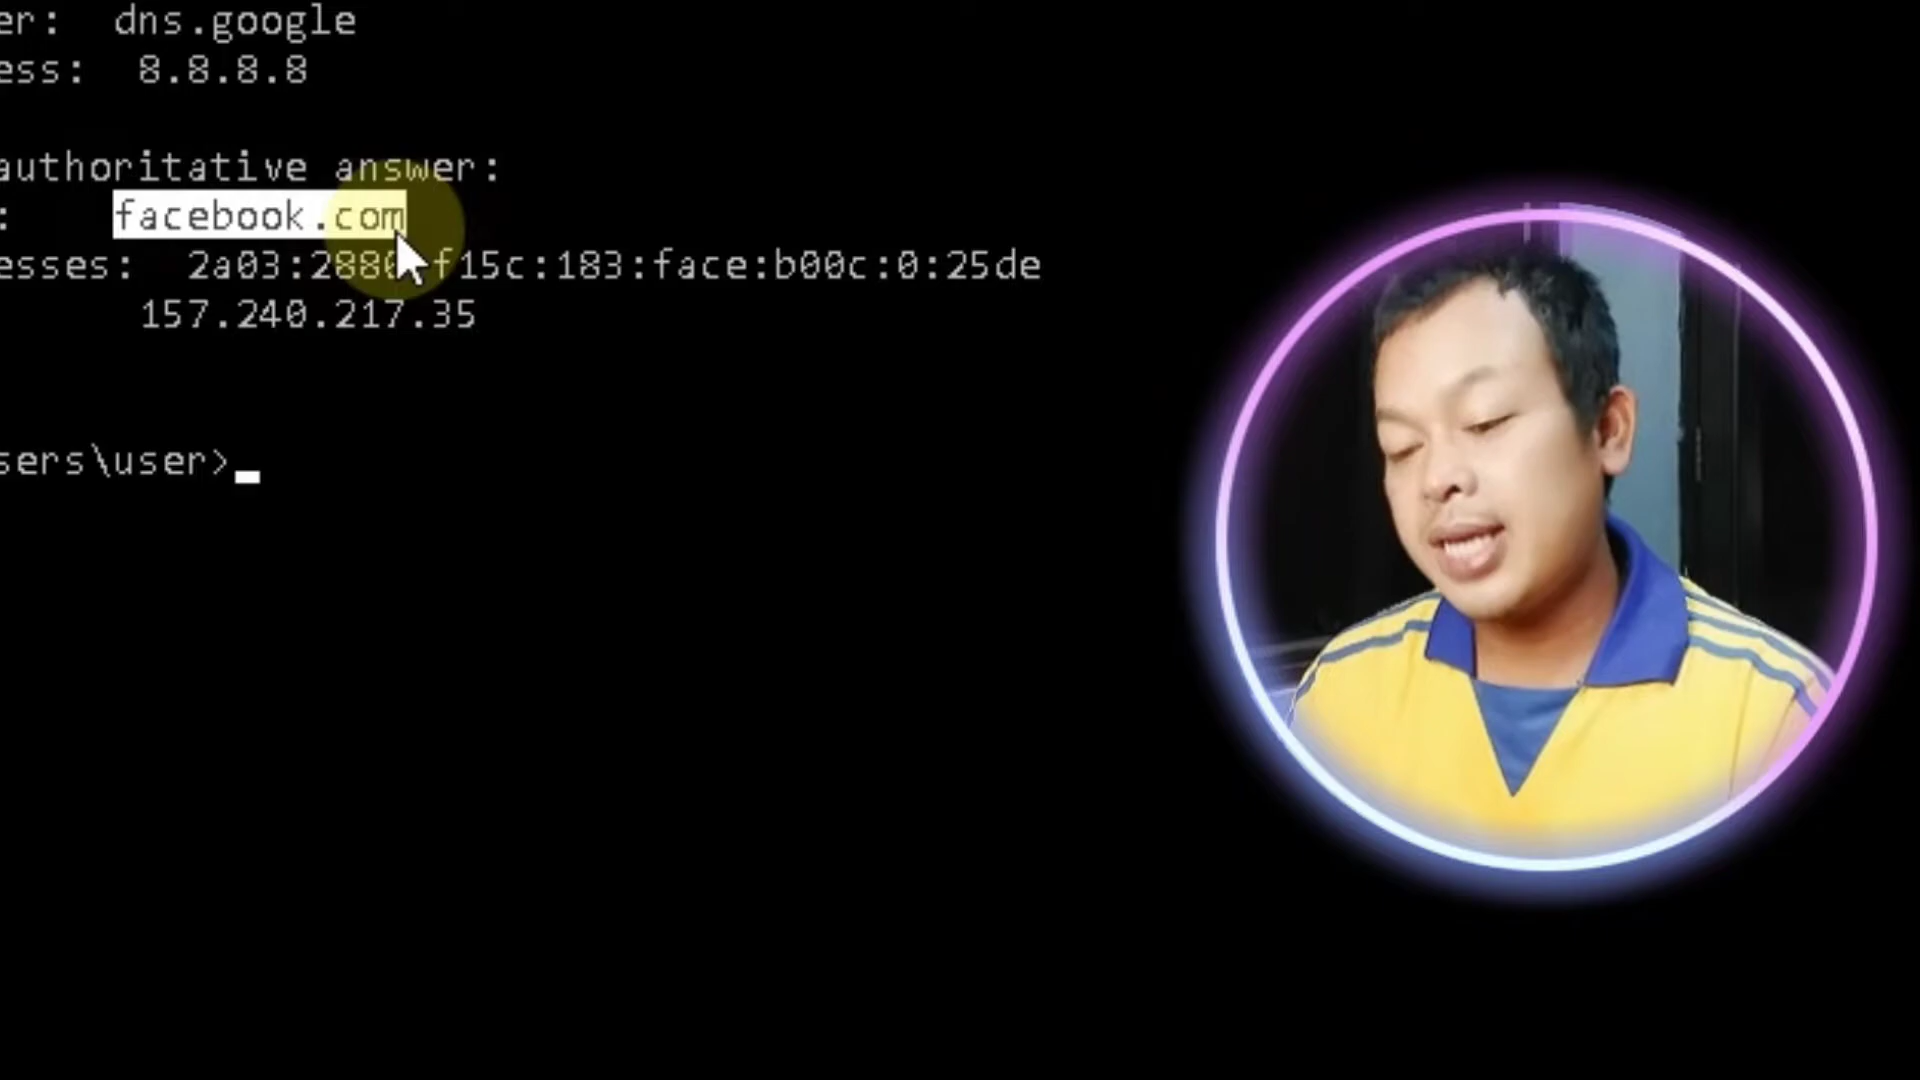 er: dns.google
ess: 8.8.8.8
authoritative answer:
: facebook.com
esses: 2a03:2880:f15c:183:face:b00c:0:25de
157.240.217.35
sers\user>